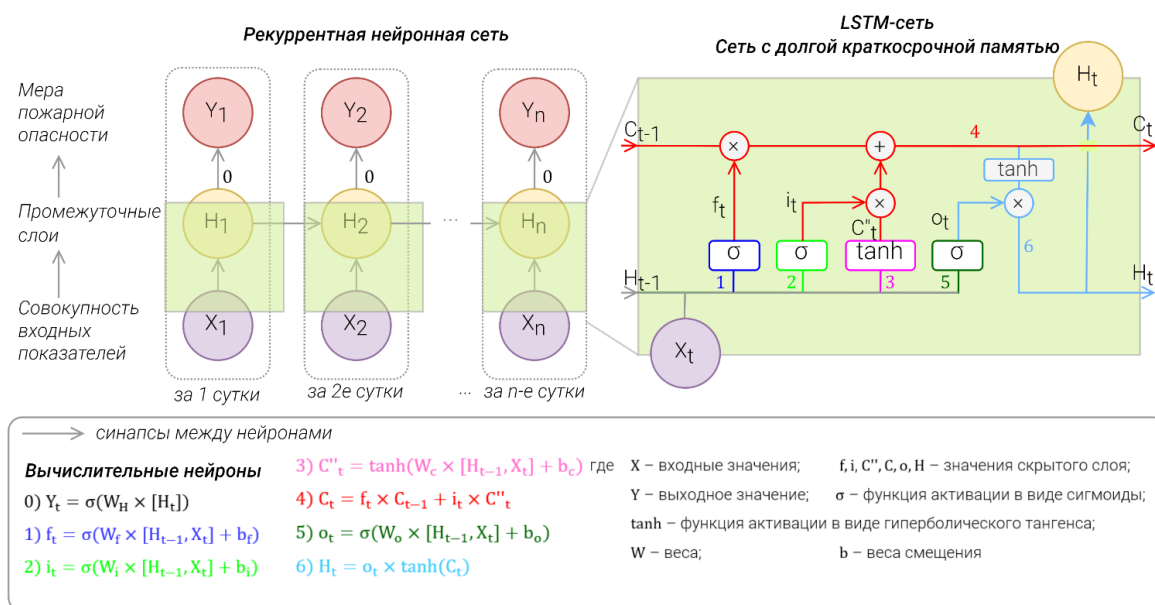 Рекуррентная нейронная сеть
LSTM-сеть
Сеть с долгой краткосрочной памятью
Мера
пожарной
опасности
Промежуточные
слои
Совокупность
входных
показателей
Y1
Y2
Yn
0
0
0
H1
H2
...
Hn
X1
X2
Xn
за 1 сутки
за 2е сутки
...
за n-е сутки
Ht
Ct-1
×
+
4
Ct
tanh
ft
it
×
C"t
ot
×
σ
σ
tanh
σ
6
Ht-1
1
2
3
5
Ht
Xt
синапсы между нейронами
Вычислительные нейроны
0) Yt = σ(WH × [Ht])
1) ft = σ(Wf × [Ht−1, Xt] + bf)
2) it = σ(Wi × [Ht−1, Xt] + bi)
3) C''t = tanh(Wc × [Ht−1, Xt] + bc) где
4) Ct = ft × Ct−1 + it × C''t
5) ot = σ(Wo × [Ht−1, Xt] + bo)
6) Ht = ot × tanh(Ct)
X – входные значения; f, i, C'', C, o, H – значения скрытого слоя;
Y – выходное значение; σ – функция активации в виде сигмоиды;
tanh – функция активации в виде гиперболического тангенса;
W – веса; b – веса смещения